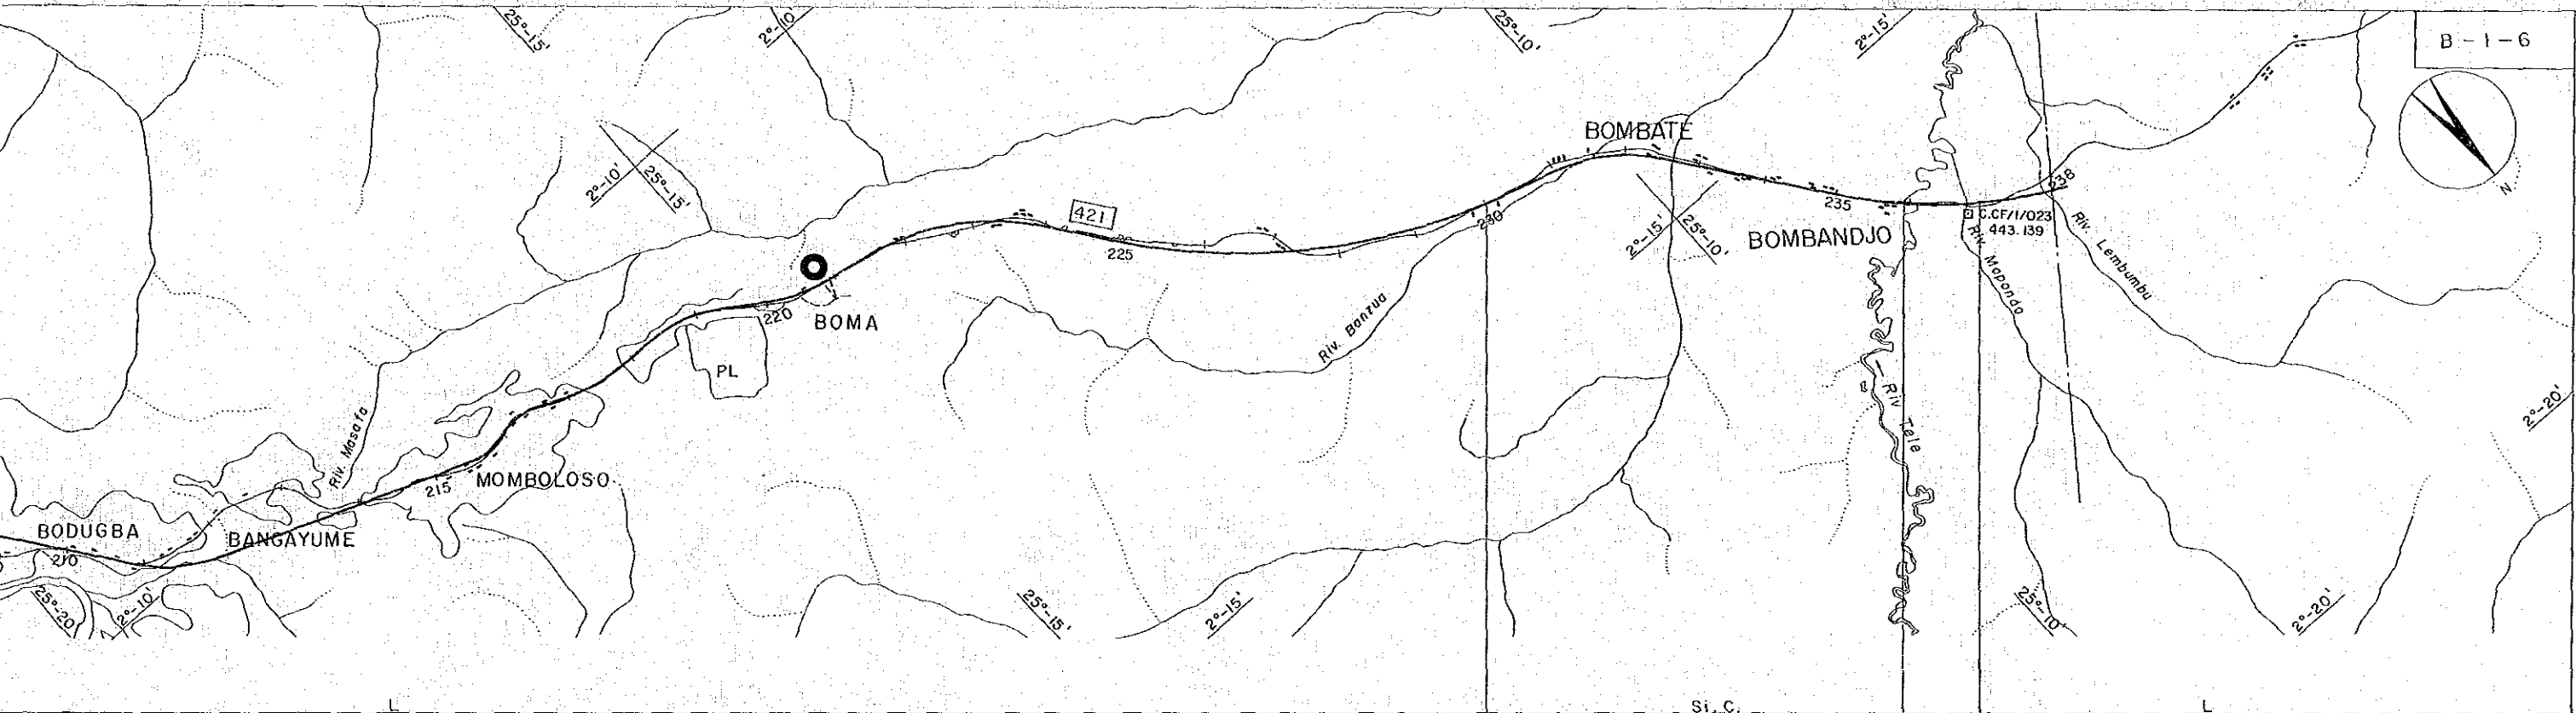 25°-15'
2°-10'
25°-10'
2°-15'
B-1-6
N
BOMBATE
2°-10'
25°-15'
421
238
235
C.CF/1/023
443.139
230
2°-15'
25°-10'
BOMBANDJO
225
Riv. Lembumbu
Riv. Mapondo
220
BOMA
Riv. Banzua
PL
Riv. Tele
2°-20'
Riv. Masafa
215
MOMBOLOSO
BODUGBA
BANGAYUME
210
25°-20'
2°-10'
25°-15'
2°-15'
25°-10'
2°-20'
L
Si. C.
L